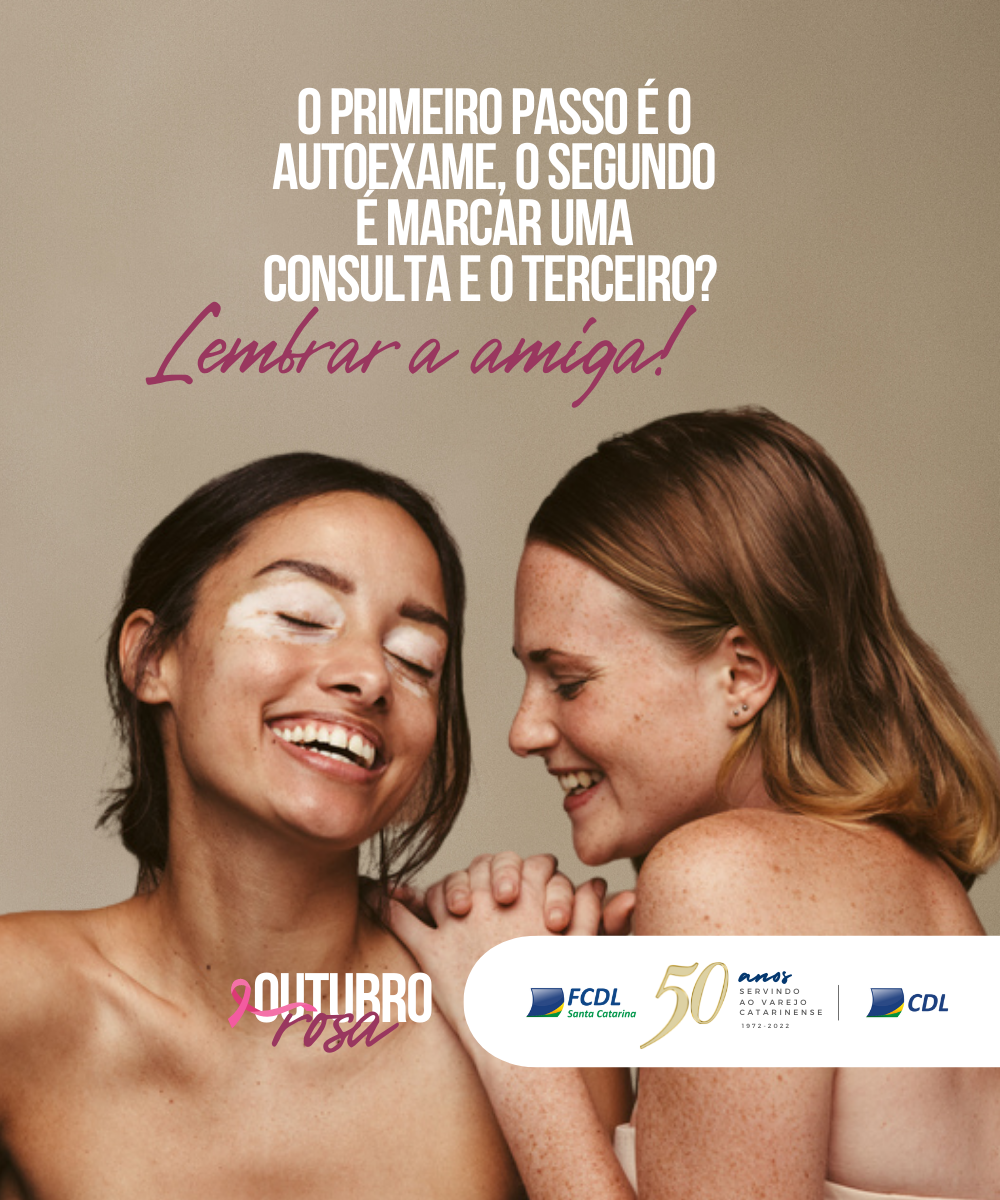 O PRIMEIRO PASSO É O
AUTOEXAME, O SEGUNDO
É MARCAR UMA
CONSULTA E O TERCEIRO?
Lembrar a amiga!
OUTUBRO
rosa
FCDL
Santa Catarina
50 anos
SERVINDO
AO VAREJO
CATARINENSE
1972-2022
CDL